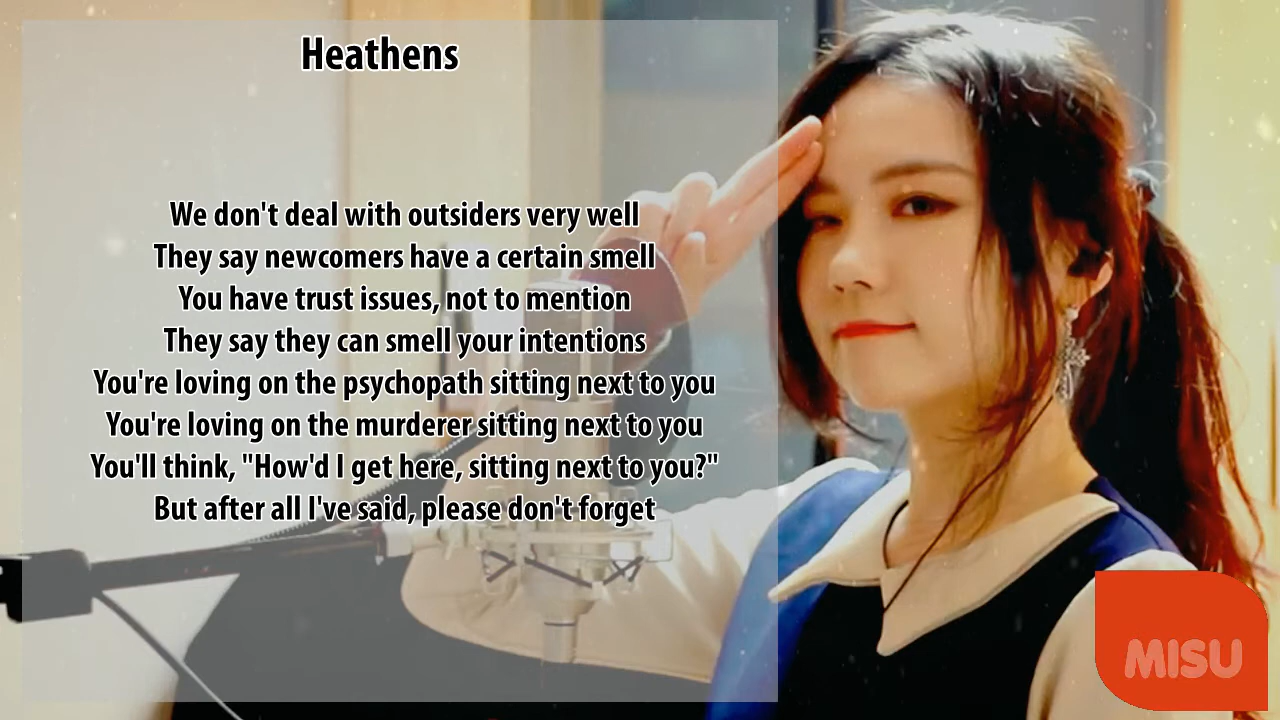 Heathens
We don't deal with outsiders very well
They say newcomers have a certain smell
You have trust issues, not to mention
They say they can smell your intentions
You're loving on the psychopath sitting next to you
You're loving on the murderer sitting next to you
You'll think, "How'd I get here, sitting next to you?"
But after all I've said, please don't forget
MISU